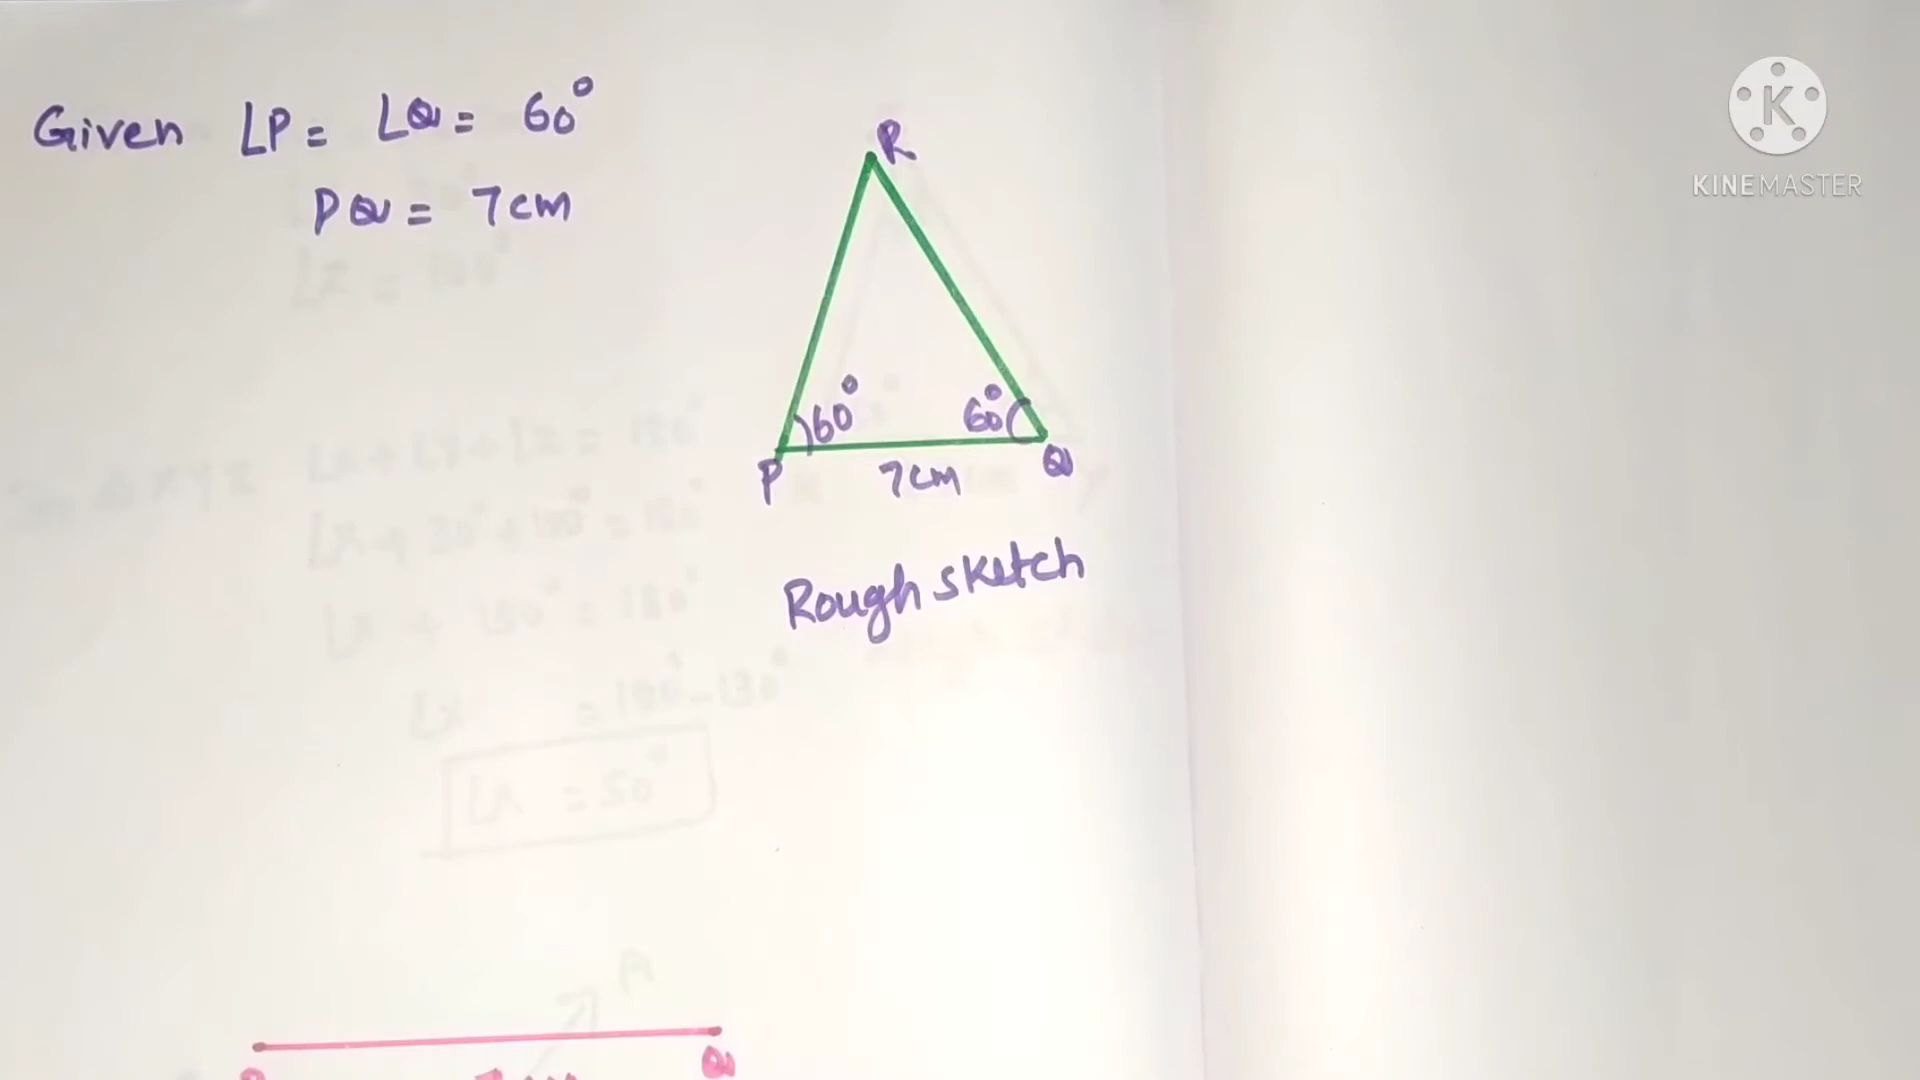 Given ∠P = ∠Q = 60°
PQ = 7cm
R
60° 60°
P 7cm Q
Rough sketch
Q
KINEMASTER